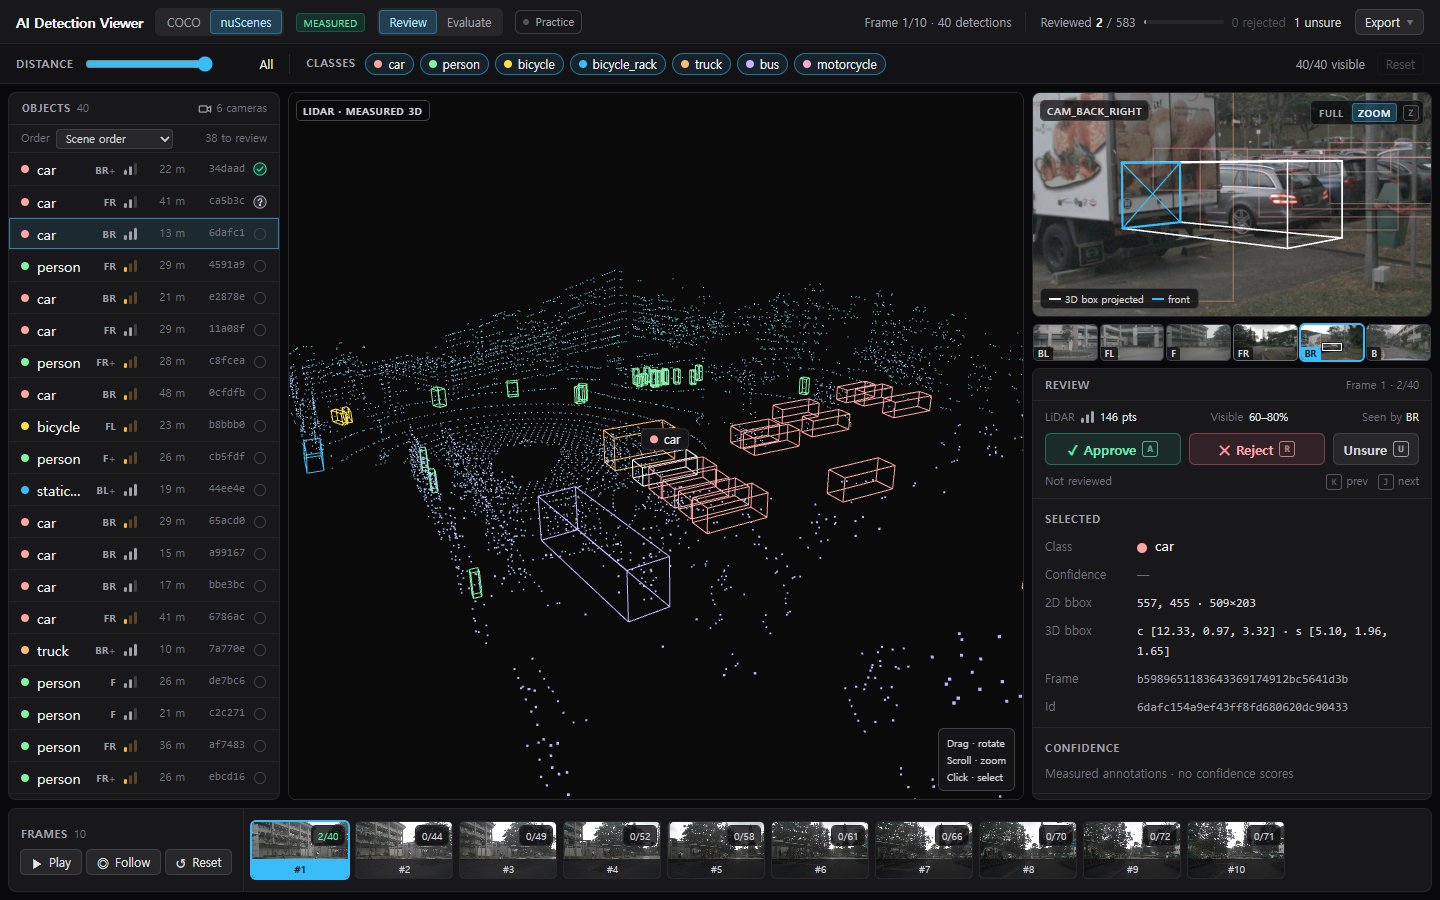 AI Detection Viewer COCO nuScenes MEASURED Review Evaluate Practice Frame 1/10 · 40 detections Reviewed 2 / 583 0 rejected 1 unsure Export
DISTANCE All CLASSES car person bicycle bicycle_rack truck bus motorcycle 40/40 visible Reset
OBJECTS 40 6 cameras
Order Scene order 38 to review
car BR+ 22 m 34daad
car FR 41 m ca5b3c
car BR 13 m 6dafc1
person FR 29 m 4591a9
car BR 21 m e2878e
car FR 29 m 11a08f
person FR+ 28 m c8fcea
car BR 48 m 0cfdfb
bicycle FL 23 m b8bbb0
person F+ 26 m cb5fdf
static... BL+ 19 m 44ee4e
car BR 29 m 65acd0
car BR 15 m a99167
car BR 17 m bbe3bc
car FR 41 m 6786ac
truck BR+ 10 m 7a770e
person F 26 m de7bc6
person F 21 m c2c271
person FR 36 m af7483
person FR+ 26 m ebcd16
LIDAR · MEASURED 3D
car
Drag · rotate
Scroll · zoom
Click · select
CAM_BACK_RIGHT FULL ZOOM Z
3D box projected front
BL FL F FR BR B
REVIEW Frame 1 · 2/40
LiDAR 146 pts Visible 60–80% Seen by BR
✓ Approve A ✕ Reject R Unsure U
Not reviewed K prev J next
SELECTED
Class car
Confidence —
2D bbox 557, 455 · 509×203
3D bbox c [12.33, 0.97, 3.32] · s [5.10, 1.96,
1.65]
Frame b5989651183643369174912bc5641d3b
Id 6dafc154a9ef43ff8fd680620dc90433
CONFIDENCE
Measured annotations · no confidence scores
FRAMES 10
Play Follow Reset
2/40 0/44 0/49 0/52 0/58 0/61 0/66 0/70 0/72 0/71
#1 #2 #3 #4 #5 #6 #7 #8 #9 #10